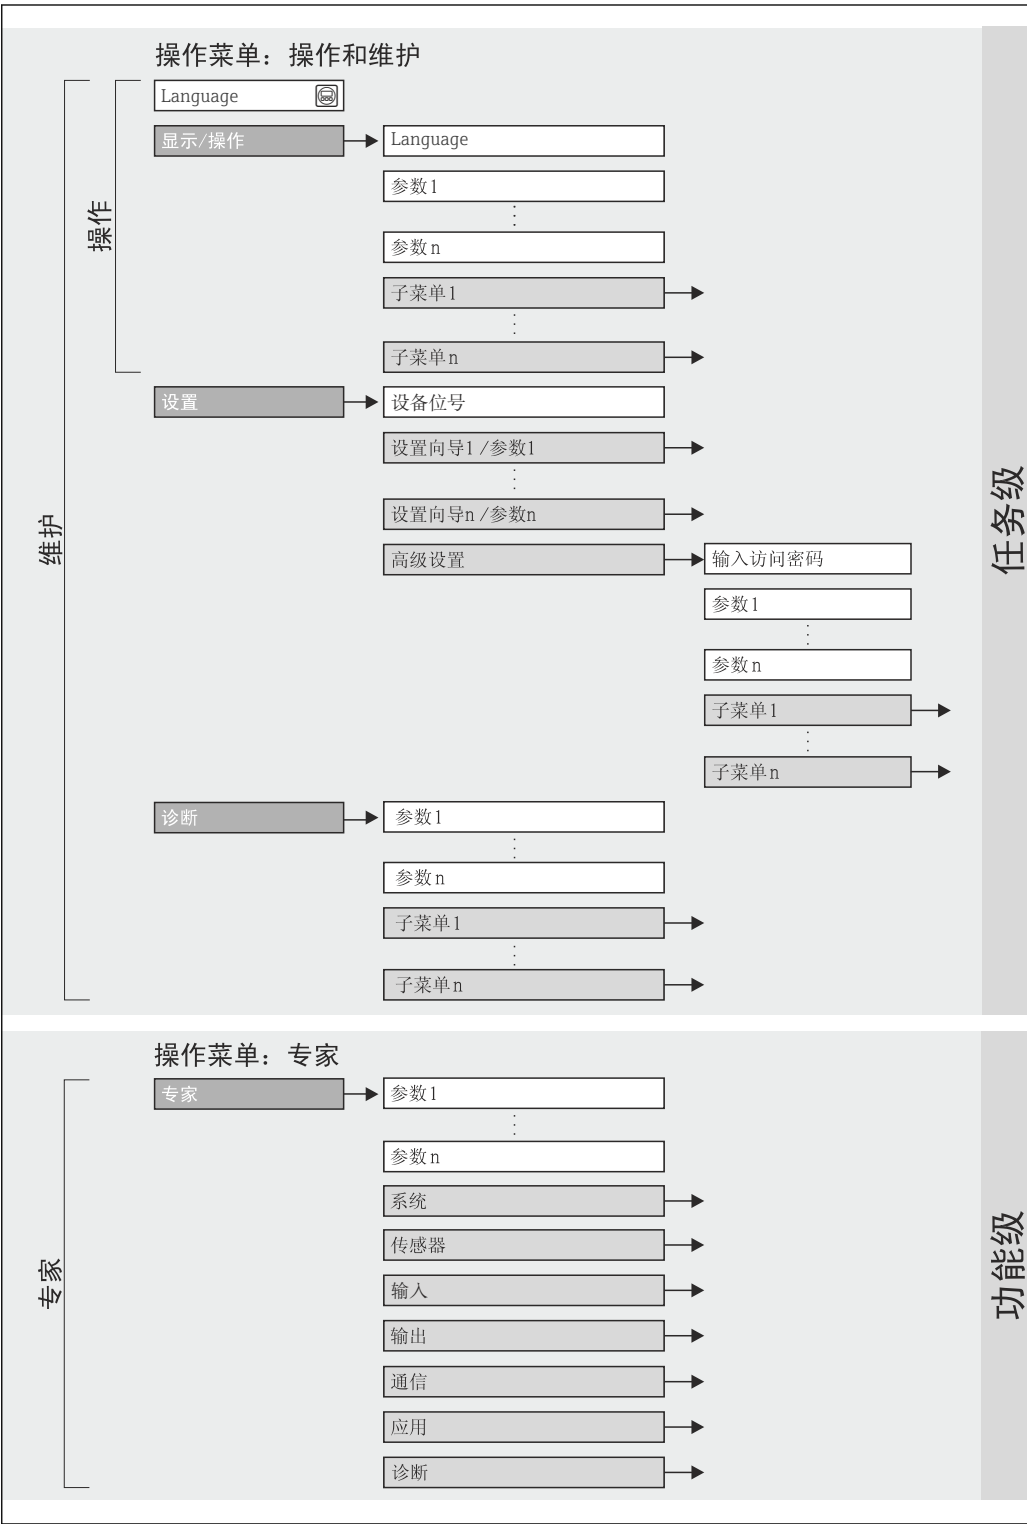 操作菜单：操作和维护
Language
显示/操作
Language
参数1
参数n
子菜单1
子菜单n
操作
设置
设备位号
设置向导1 /参数1
设置向导n /参数n
高级设置
输入访问密码
参数1
参数n
子菜单1
子菜单n
维护
任务级
诊断
参数1
参数n
子菜单1
子菜单n
操作菜单：专家
专家
参数1
参数n
系统
传感器
输入
输出
通信
应用
诊断
专家
功能级